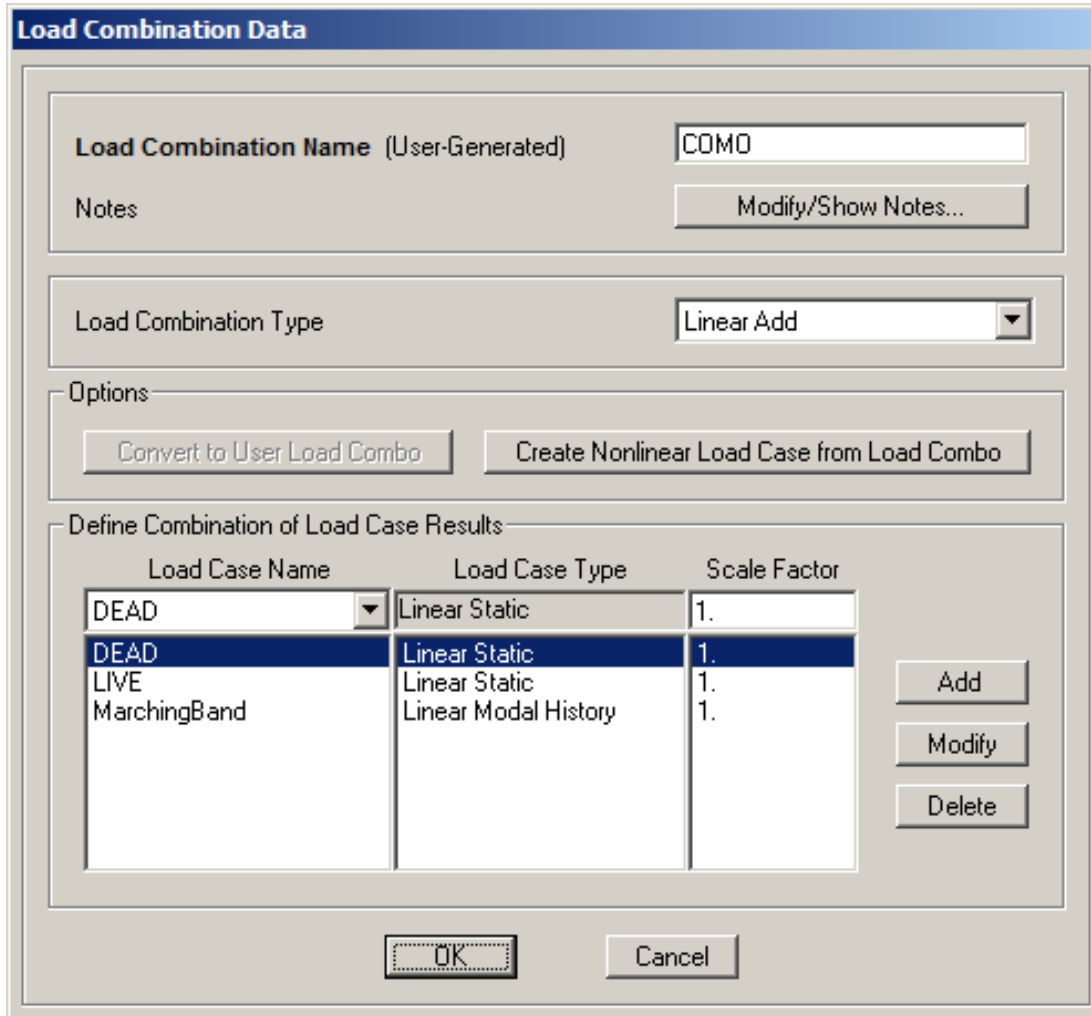 Load Combination Data
Load Combination Name (User-Generated) COMO
Notes Modify/Show Notes...
Load Combination Type Linear Add
Options
Convert to User Load Combo Create Nonlinear Load Case from Load Combo
Define Combination of Load Case Results
Load Case Name Load Case Type Scale Factor
DEAD Linear Static 1.
DEAD Linear Static 1.
LIVE Linear Static 1.
MarchingBand Linear Modal History 1.
Add
Modify
Delete
OK Cancel